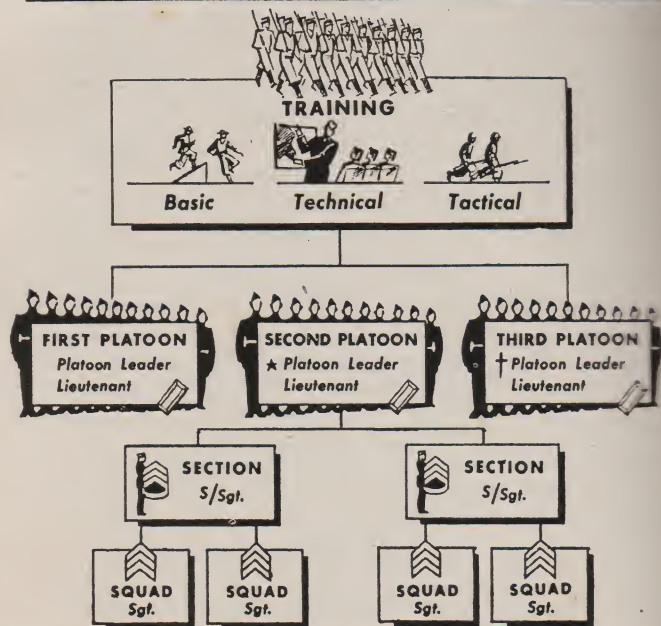 TRAINING
Basic
Technical
Tactical
FIRST PLATOON
Platoon Leader
Lieutenant
SECOND PLATOON
★ Platoon Leader
Lieutenant
THIRD PLATOON
† Platoon Leader
Lieutenant
SECTION
S/Sgt.
SECTION
S/Sgt.
SQUAD
Sgt.
SQUAD
Sgt.
SQUAD
Sgt.
SQUAD
Sgt.